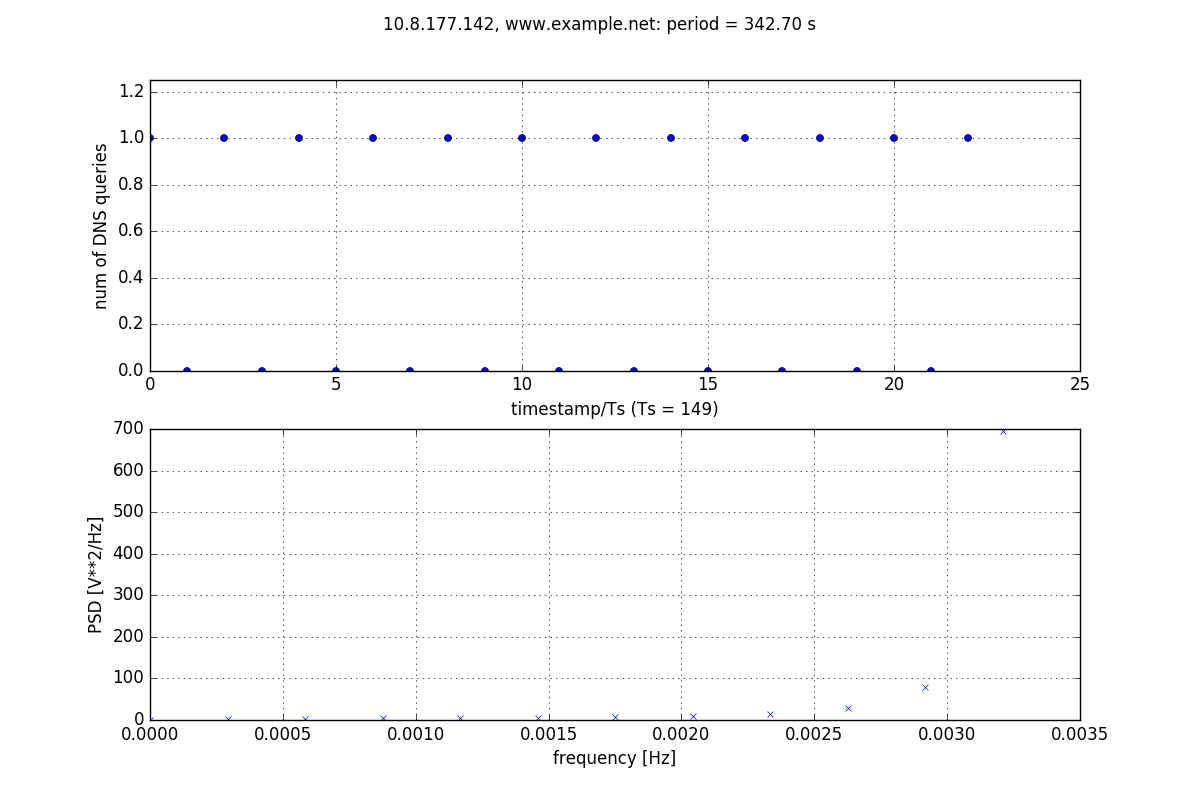 10.8.177.142, www.example.net: period = 342.70 s
1.2
1.0
0.8
0.6
0.4
0.2
0.0
num of DNS queries
0 5 10 15 20 25
timestamp/Ts (Ts = 149)
700
600
500
400
300
200
100
0
PSD [V**2/Hz]
0.0000 0.0005 0.0010 0.0015 0.0020 0.0025 0.0030 0.0035
frequency [Hz]